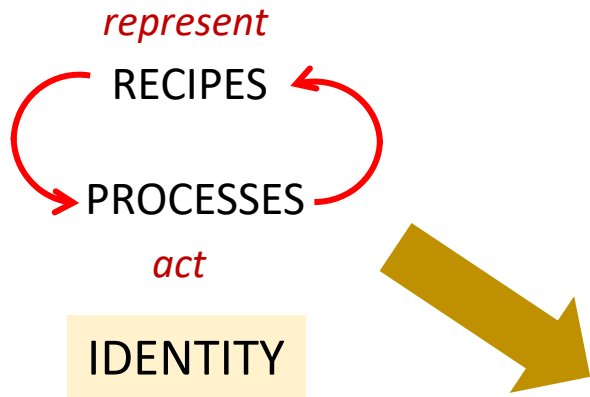 represent
RECIPES
PROCESSES
act
IDENTITY